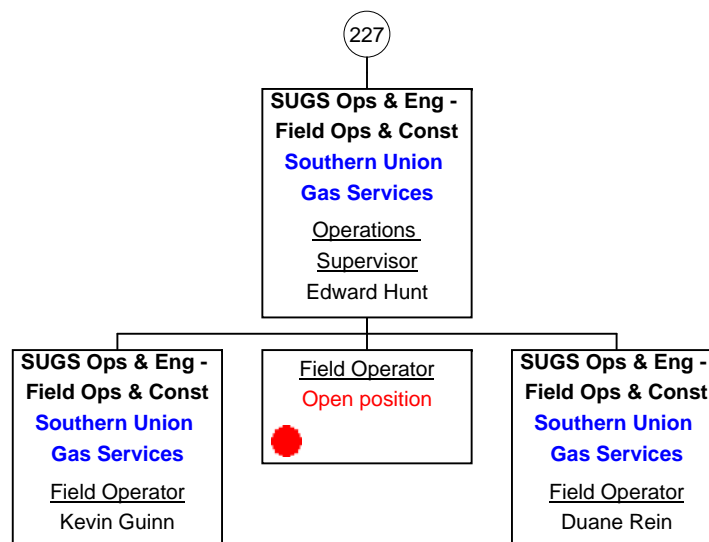 227
SUGS Ops & Eng -
Field Ops & Const
Southern Union
Gas Services
Operations
Supervisor
Edward Hunt
SUGS Ops & Eng -
Field Ops & Const
Southern Union
Gas Services
Field Operator
Kevin Guinn
Field Operator
Open position
SUGS Ops & Eng -
Field Ops & Const
Southern Union
Gas Services
Field Operator
Duane Rein